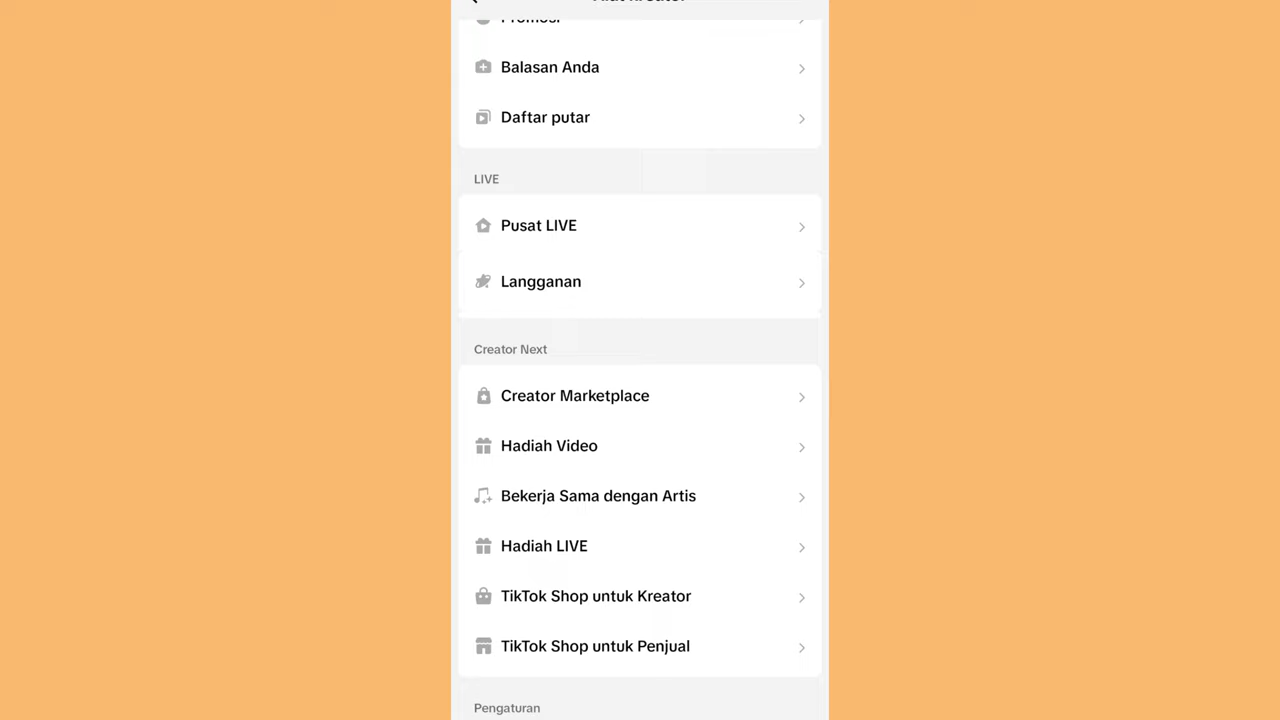 Promosi
Balasan Anda
Daftar putar
LIVE
Pusat LIVE
Langganan
Creator Next
Creator Marketplace
Hadiah Video
Bekerja Sama dengan Artis
Hadiah LIVE
TikTok Shop untuk Kreator
TikTok Shop untuk Penjual
Pengaturan